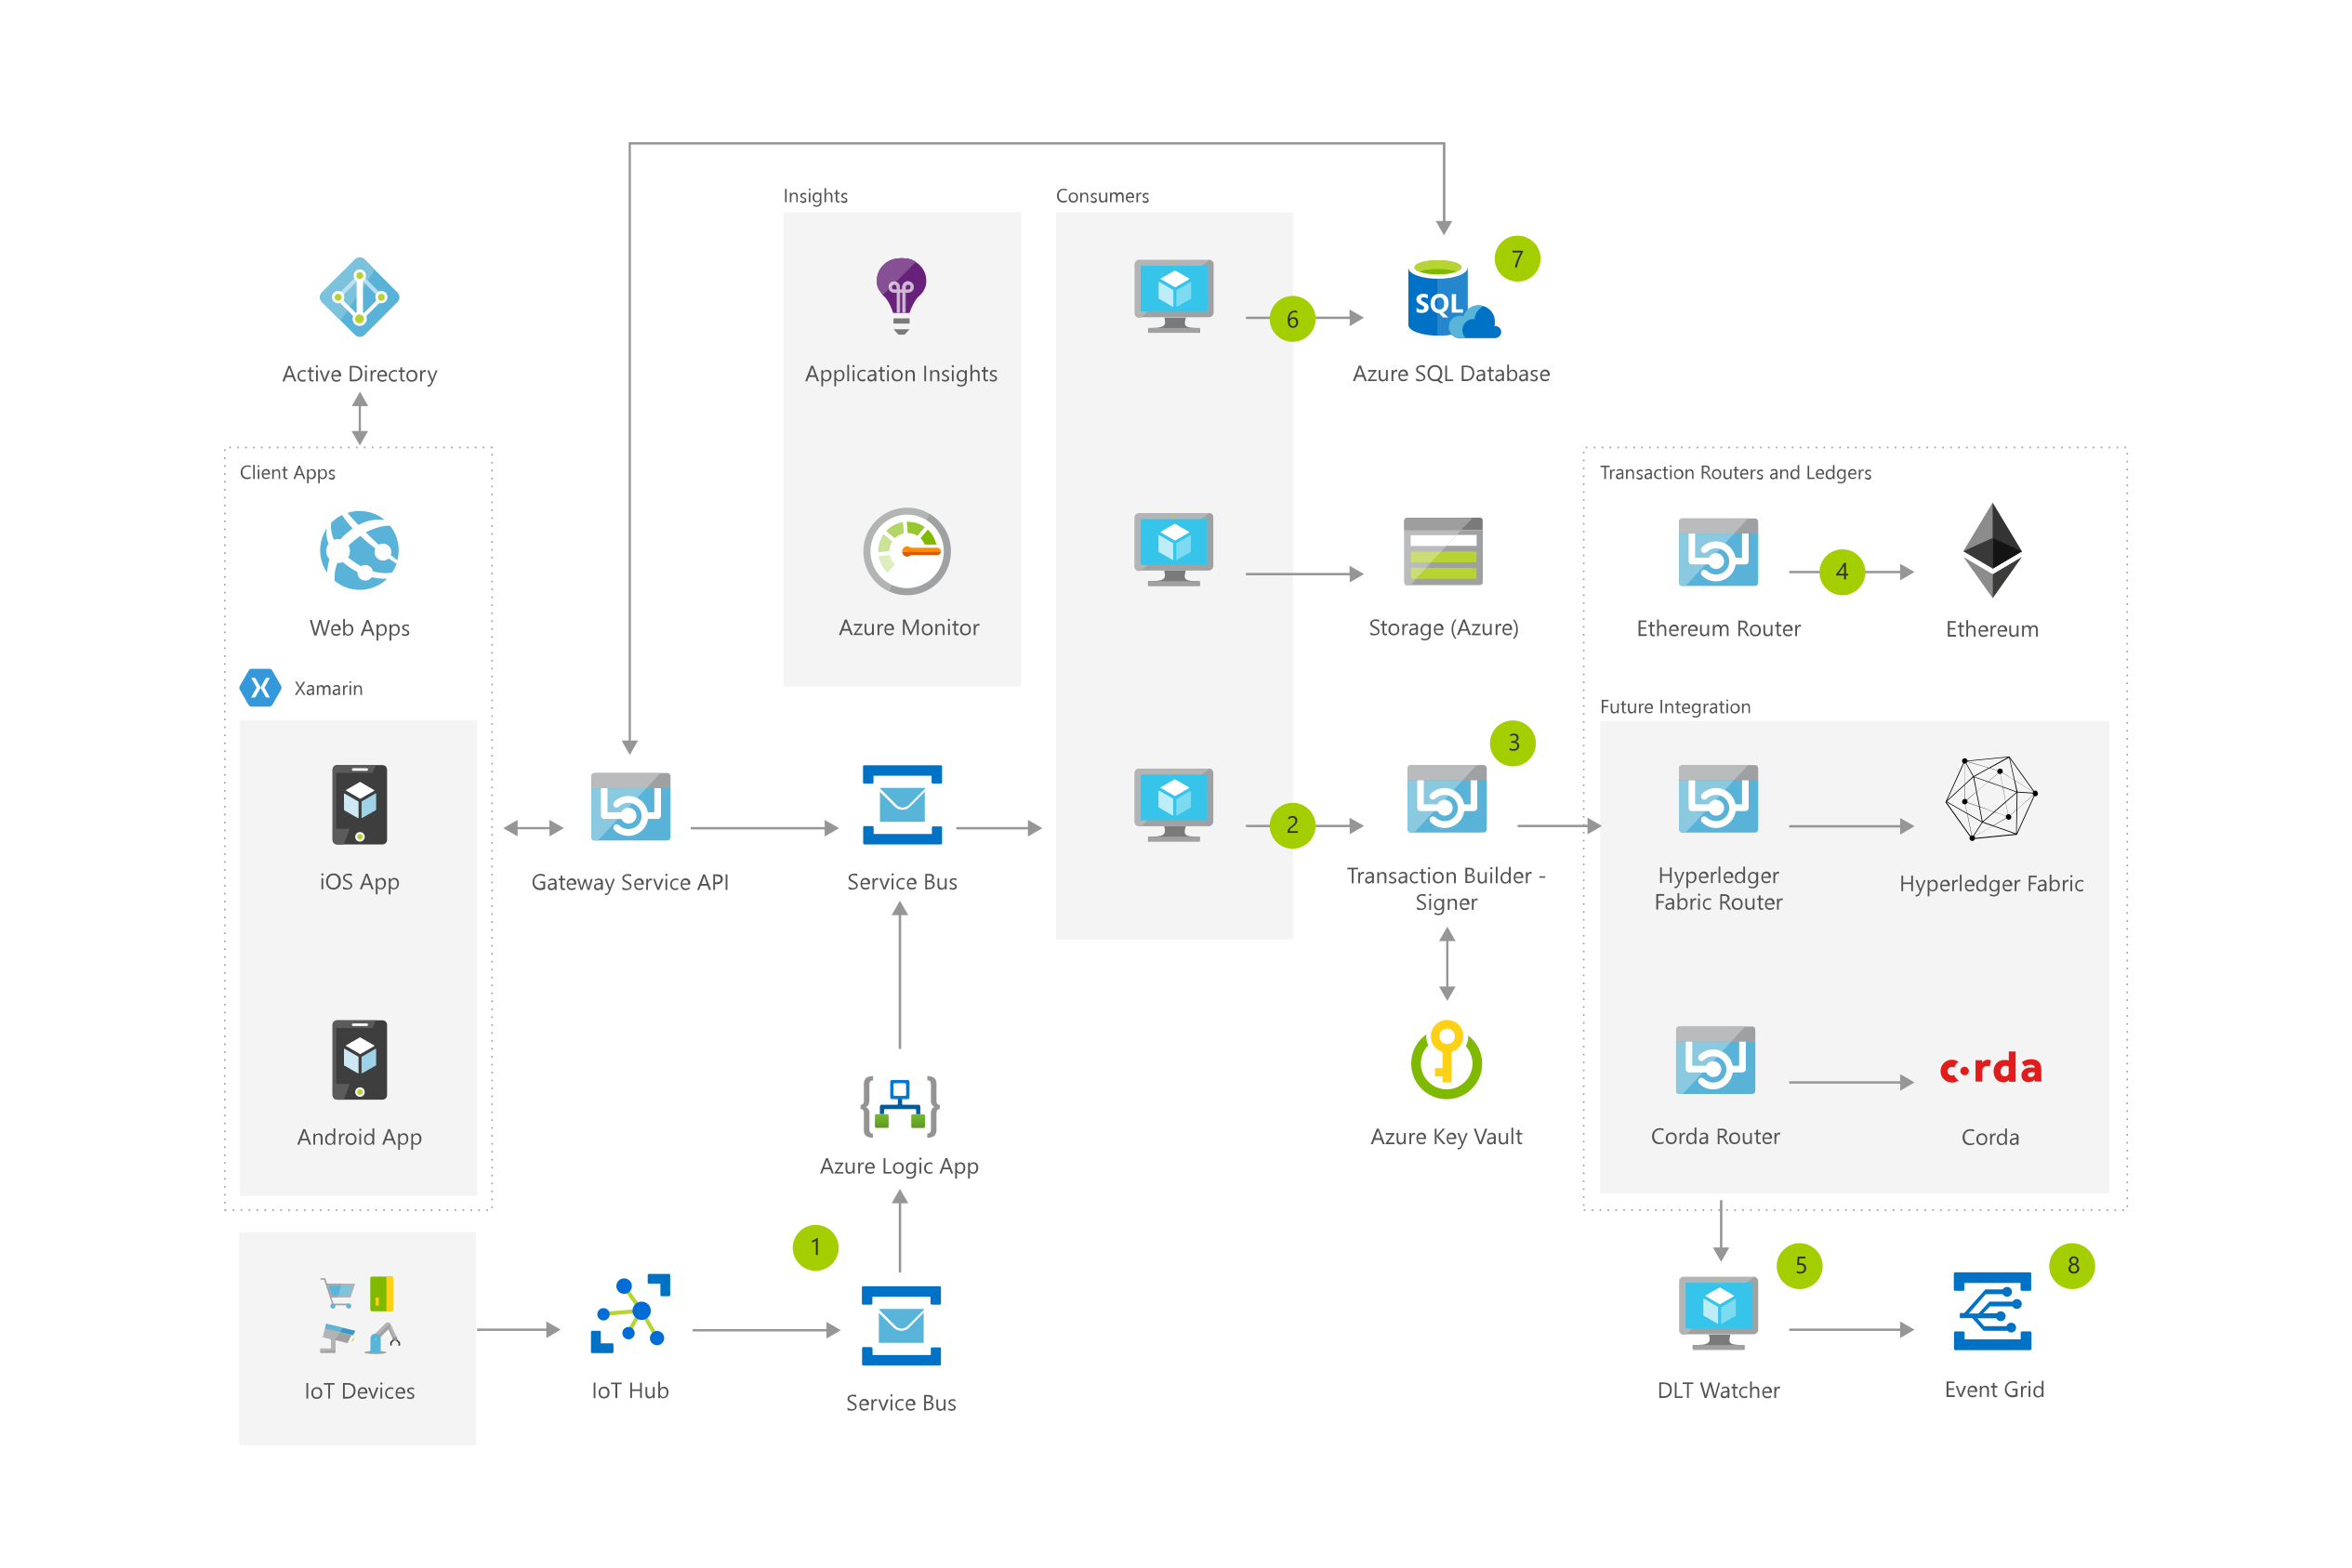 Insights
Consumers
7
SQL
6
Active Directory
Application Insights
Azure SQL Database
Client Apps
Transaction Routers and Ledgers
4
Web Apps
Azure Monitor
Storage (Azure)
Ethereum Router
Ethereum
Xamarin
Future Integration
3
2
iOS App
Gateway Service API
Service Bus
Transaction Builder -
Signer
Hyperledger
Fabric Router
Hyperledger Fabric
corda
Android App
Azure Logic App
Azure Key Vault
Corda Router
Corda
1
5
8
IoT Devices
IoT Hub
Service Bus
DLT Watcher
Event Grid